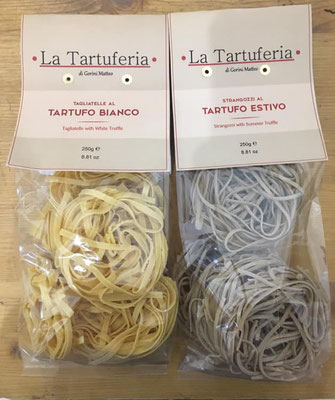 La Tartuferia
di Gorini Matteo
TAGLIATELLE AL
TARTUFO BIANCO
Tagliatelle with White Truffle
250g ℮
8.81 oz
La Tartuferia
di Gorini Matteo
STRANGOZZI AL
TARTUFO ESTIVO
Strangozzi with Summer Truffle
250g ℮
8.81 oz